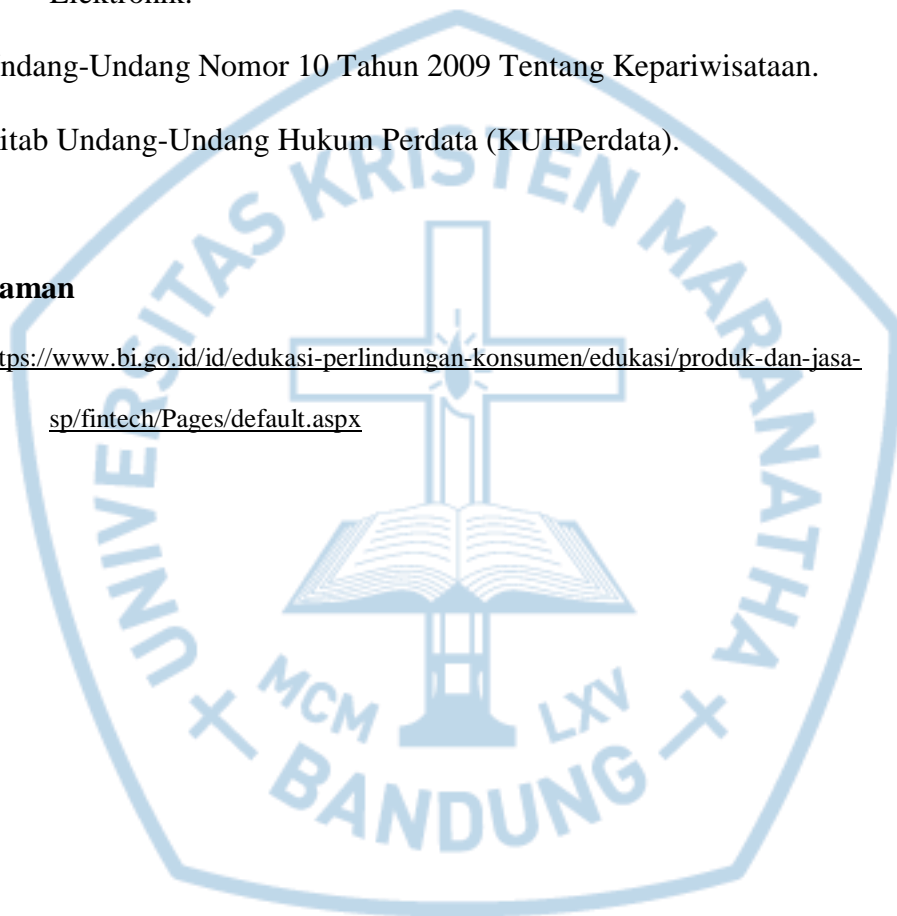 Elektronik.
ndang-Undang Nomor 10 Tahun 2009 Tentang Kepariwisataan.
itab Undang-Undang Hukum Perdata (KUHPerdata).
aman
tps://www.bi.go.id/id/edukasi-perlindungan-konsumen/edukasi/produk-dan-jasa-
sp/fintech/Pages/default.aspx
UNIVERSITAS KRISTEN MARANATHA
MCM LXV
BANDUNG